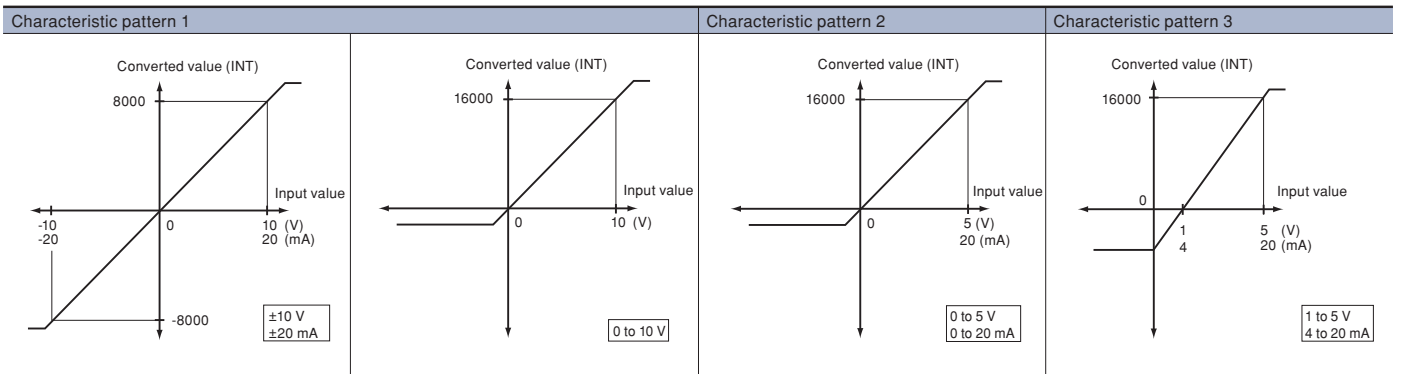 Characteristic pattern 1
Characteristic pattern 2
Characteristic pattern 3
Converted value (INT)
8000
Input value
-10
-20
0
10 (V)
20 (mA)
-8000
±10 V
±20 mA
Converted value (INT)
16000
Input value
0
10 (V)
0 to 10 V
Converted value (INT)
16000
Input value
0
5 (V)
20 (mA)
0 to 5 V
0 to 20 mA
Converted value (INT)
16000
Input value
0
1
4
5 (V)
20 (mA)
1 to 5 V
4 to 20 mA